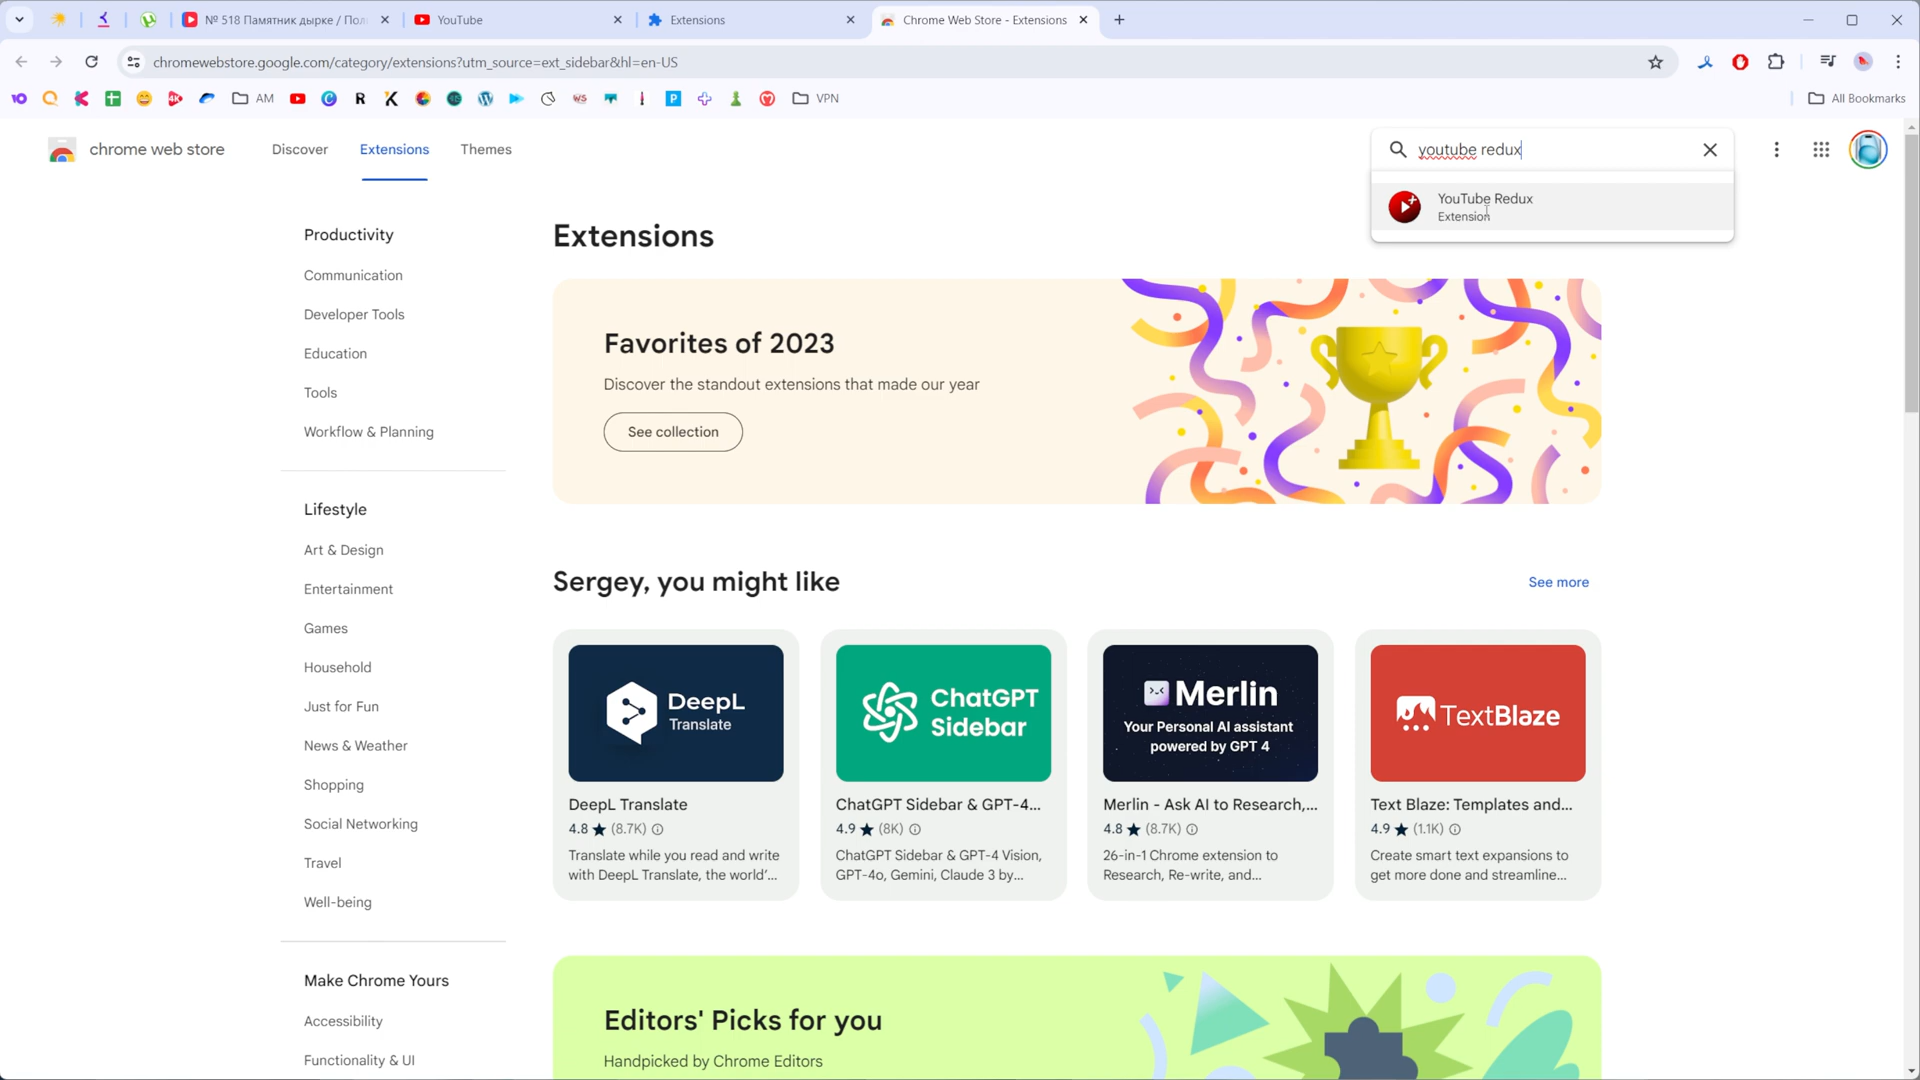 № 518 Памятник дырке / Пол
YouTube
Extensions
Chrome Web Store - Extensions
chromewebstore.google.com/category/extensions?utm_source=ext_sidebar&hl=en-US
AM
VPN
All Bookmarks
chrome web store
Discover
Extensions
Themes
youtube redux
YouTube Redux
Extension
Productivity
Communication
Developer Tools
Education
Tools
Workflow & Planning
Lifestyle
Art & Design
Entertainment
Games
Household
Just for Fun
News & Weather
Shopping
Social Networking
Travel
Well-being
Make Chrome Yours
Accessibility
Functionality & UI
Extensions
Favorites of 2023
Discover the standout extensions that made our year
See collection
Sergey, you might like
See more
DeepL
Translate
DeepL Translate
4.8 ★ (8.7K)
Translate while you read and write
with DeepL Translate, the world’...
ChatGPT
Sidebar
ChatGPT Sidebar & GPT-4...
4.9 ★ (8K)
ChatGPT Sidebar & GPT-4 Vision,
GPT-4o, Gemini, Claude 3 by...
Merlin
Your Personal AI assistant
powered by GPT 4
Merlin - Ask AI to Research,...
4.8 ★ (8.7K)
26-in-1 Chrome extension to
Research, Re-write, and...
TextBlaze
Text Blaze: Templates and...
4.9 ★ (1.1K)
Create smart text expansions to
get more done and streamline...
Editors' Picks for you
Handpicked by Chrome Editors